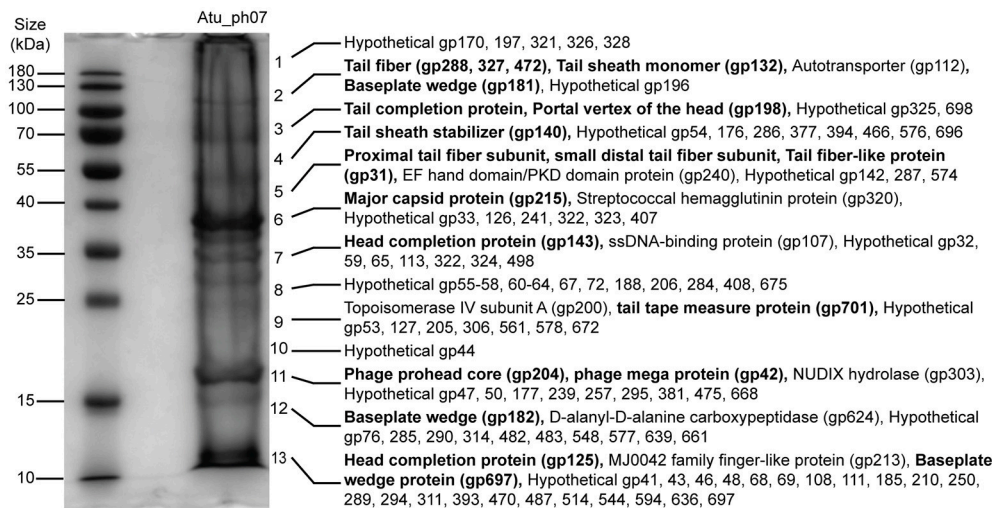 Size
(kDa)
Atu_ph07
180
130
100
70
55
40
35
25
15
10
1 Hypothetical gp170, 197, 321, 326, 328
2 Tail fiber (gp288, 327, 472), Tail sheath monomer (gp132), Autotransporter (gp112),
Baseplate wedge (gp181), Hypothetical gp196
3 Tail completion protein, Portal vertex of the head (gp198), Hypothetical gp325, 698
4 Tail sheath stabilizer (gp140), Hypothetical gp54, 176, 286, 377, 394, 466, 576, 696
5 Proximal tail fiber subunit, small distal tail fiber subunit, Tail fiber-like protein
(gp31), EF hand domain/PKD domain protein (gp240), Hypothetical gp142, 287, 574
6 Major capsid protein (gp215), Streptococcal hemagglutinin protein (gp320),
Hypothetical gp33, 126, 241, 322, 323, 407
7 Head completion protein (gp143), ssDNA-binding protein (gp107), Hypothetical gp32,
59, 65, 113, 322, 324, 498
8 Hypothetical gp55-58, 60-64, 67, 72, 188, 206, 284, 408, 675
9 Topoisomerase IV subunit A (gp200), tail tape measure protein (gp701), Hypothetical
gp53, 127, 205, 306, 561, 578, 672
10 Hypothetical gp44
11 Phage prohead core (gp204), phage mega protein (gp42), NUDIX hydrolase (gp303),
Hypothetical gp47, 50, 177, 239, 257, 295, 381, 475, 668
12 Baseplate wedge (gp182), D-alanyl-D-alanine carboxypeptidase (gp624), Hypothetical
gp76, 285, 290, 314, 482, 483, 548, 577, 639, 661
13 Head completion protein (gp125), MJ0042 family finger-like protein (gp213), Baseplate
wedge protein (gp697), Hypothetical gp41, 43, 46, 48, 68, 69, 108, 111, 185, 210, 250,
289, 294, 311, 393, 470, 487, 514, 544, 594, 636, 697